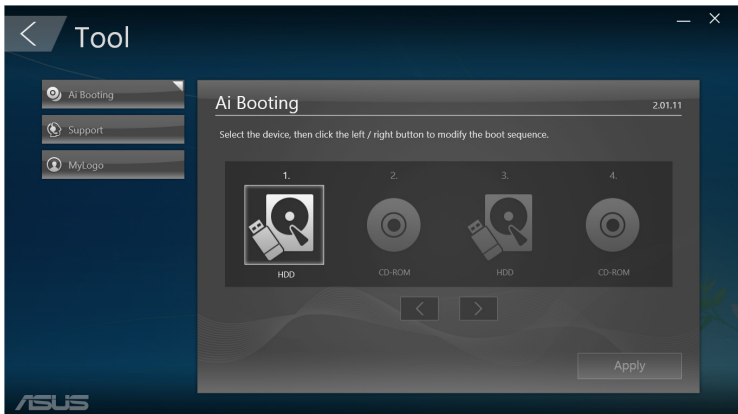 Tool
Ai Booting
Support
MyLogo
Ai Booting
2.01.11
Select the device, then click the left / right button to modify the boot sequence.
1. 2. 3. 4.
HDD CD-ROM HDD CD-ROM
Apply
ASUS